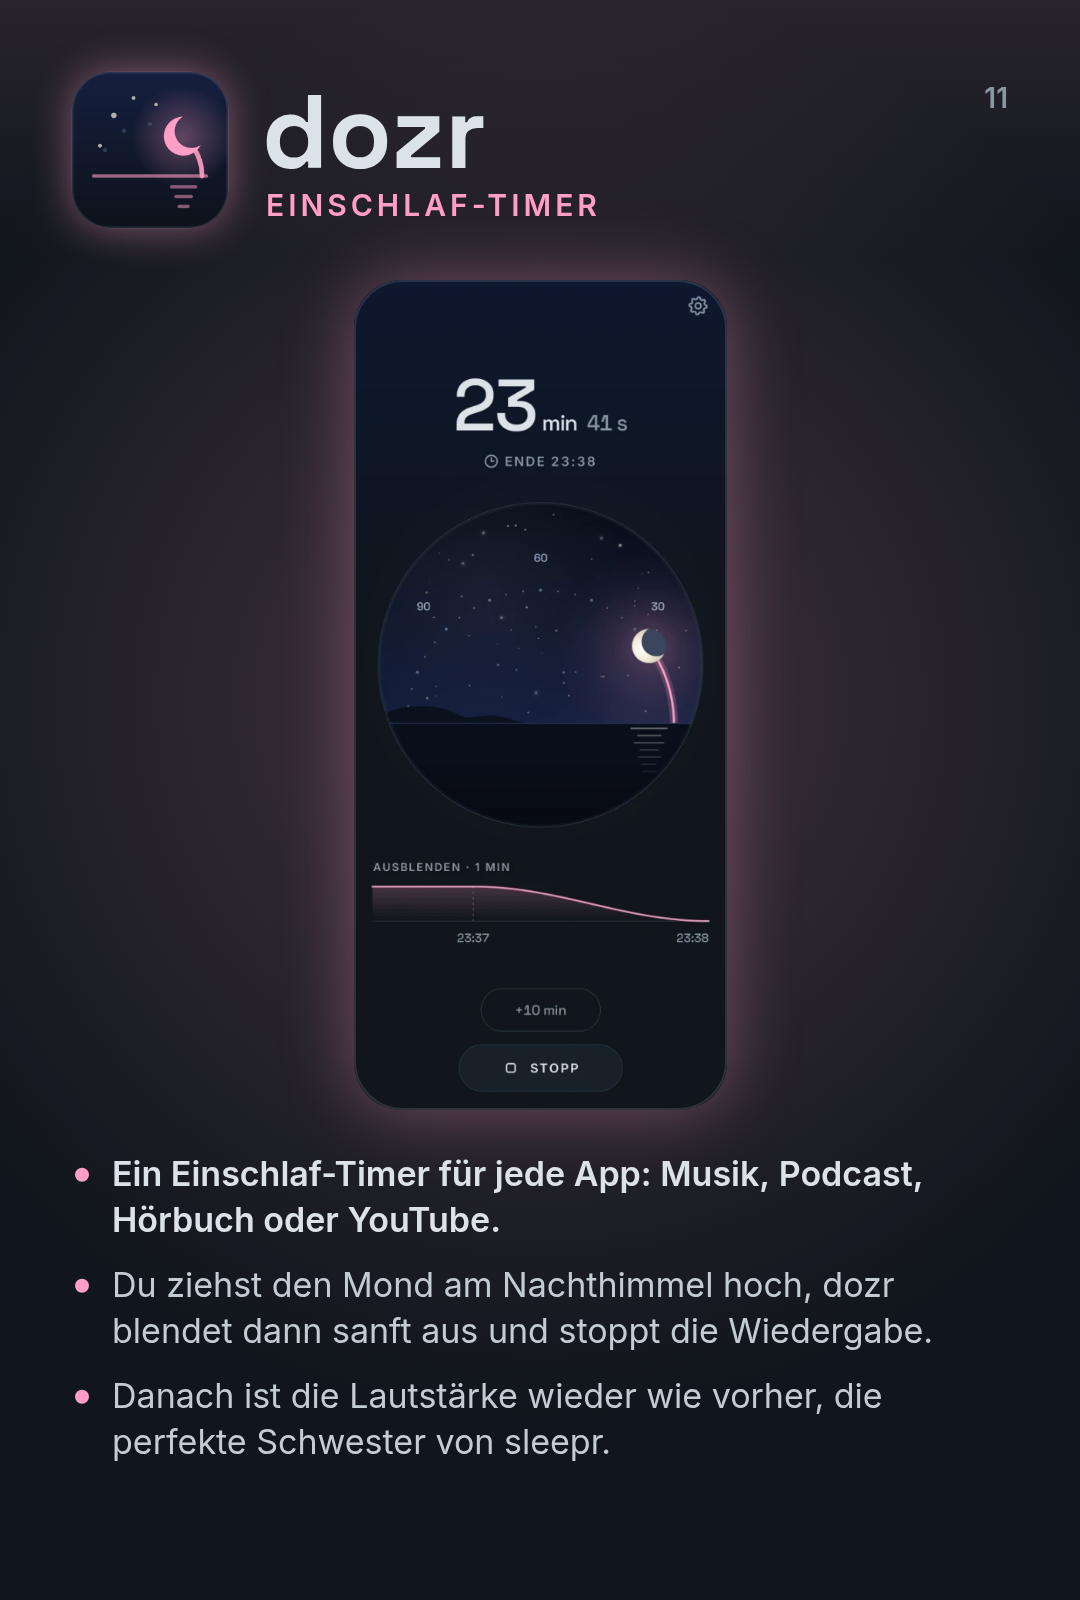 dozr
11
EINSCHLAF-TIMER
23 min 41 s
ENDE 23:38
60
90
30
AUSBLENDEN · 1 MIN
23:37
23:38
+10 min
STOPP
Ein Einschlaf-Timer für jede App: Musik, Podcast,
Hörbuch oder YouTube.
Du ziehst den Mond am Nachthimmel hoch, dozr
blendet dann sanft aus und stoppt die Wiedergabe.
Danach ist die Lautstärke wieder wie vorher, die
perfekte Schwester von sleepr.